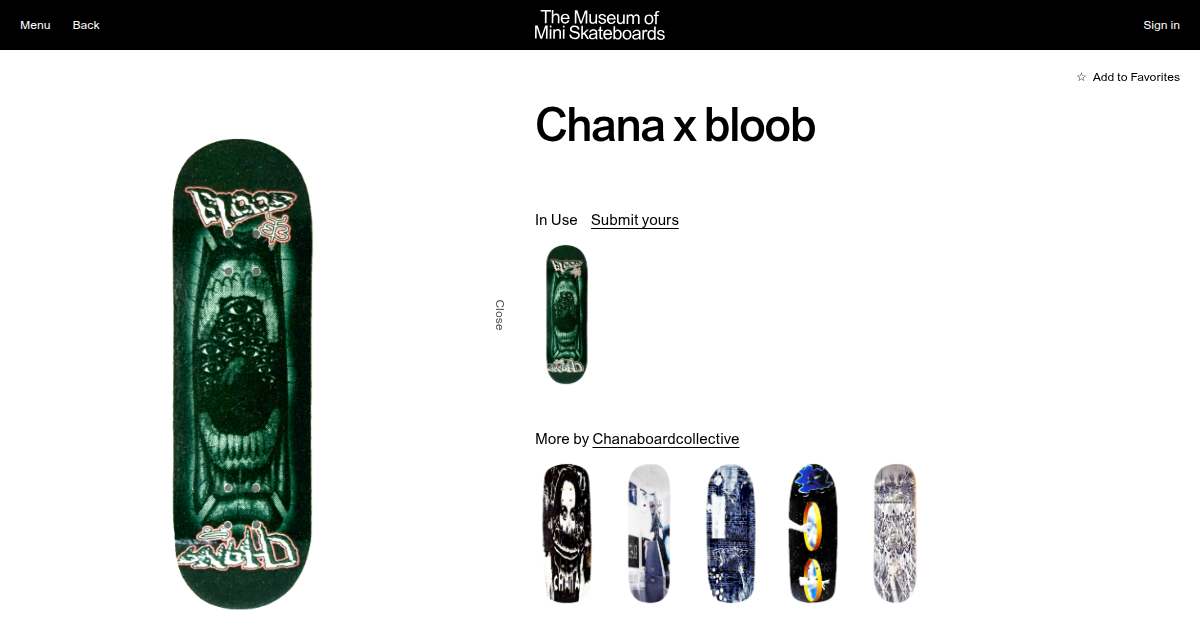 Menu
Back
The Museum of
Mini Skateboards
Sign in
☆ Add to Favorites
Chana x bloob
In Use
Submit yours
Close
More by Chanaboardcollective